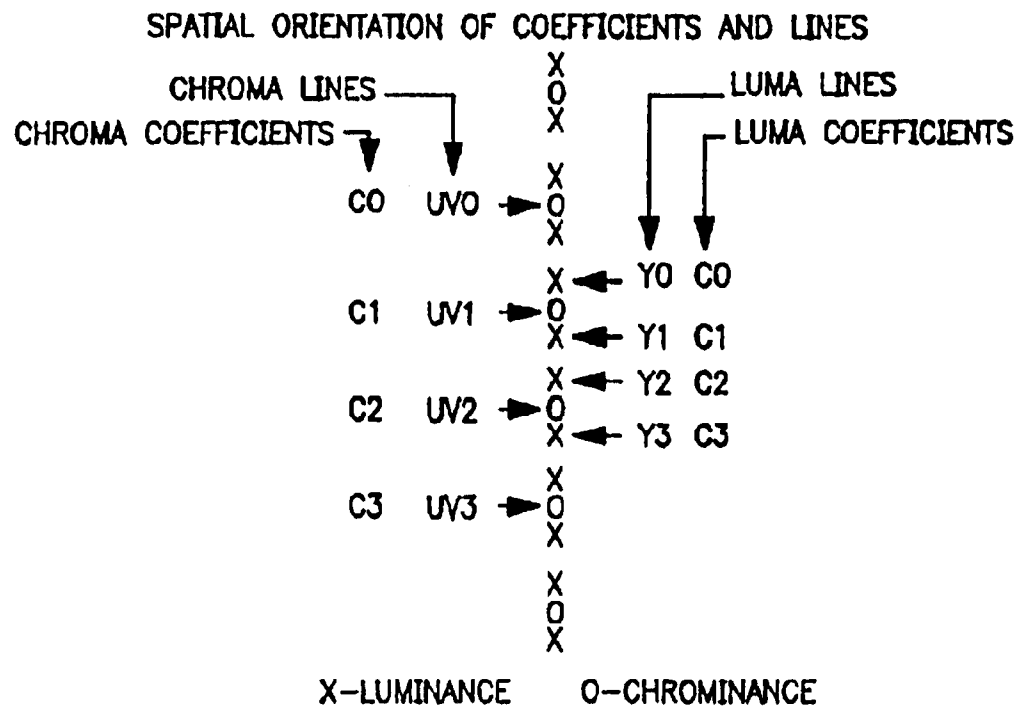 SPATIAL ORIENTATION OF COEFFICIENTS AND LINES
X
CHROMA LINES O LUMA LINES
X
CHROMA COEFFICIENTS LUMA COEFFICIENTS
X
C0 UV0 O
X
X Y0 C0
C1 UV1 O
X Y1 C1
X Y2 C2
C2 UV2 O
X Y3 C3
X
C3 UV3 O
X
X
O
X
X-LUMINANCE O-CHROMINANCE